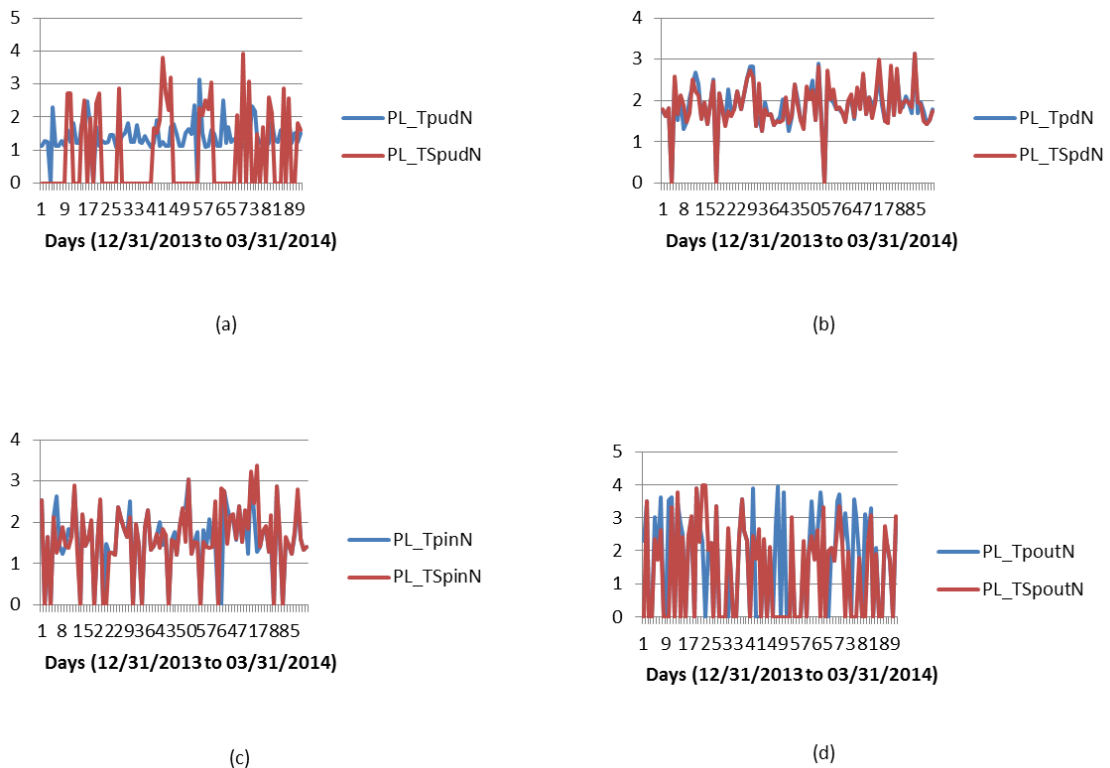 5
4
3
2
1
0
1 9 17 25 33 41 49 57 65 73 81 89
Days (12/31/2013 to 03/31/2014)
PL_TpudN
PL_TSpudN
(a)
4
3
2
1
0
1 8 15 22 29 36 43 50 57 64 71 78 85
Days (12/31/2013 to 03/31/2014)
PL_TpdN
PL_TSpdN
(b)
4
3
2
1
0
1 8 15 22 29 36 43 50 57 64 71 78 85
Days (12/31/2013 to 03/31/2014)
PL_TpinN
PL_TSpinN
(c)
5
4
3
2
1
0
1 9 17 25 33 41 49 57 65 73 81 89
Days (12/31/2013 to 03/31/2014)
PL_TpoutN
PL_TSpoutN
(d)